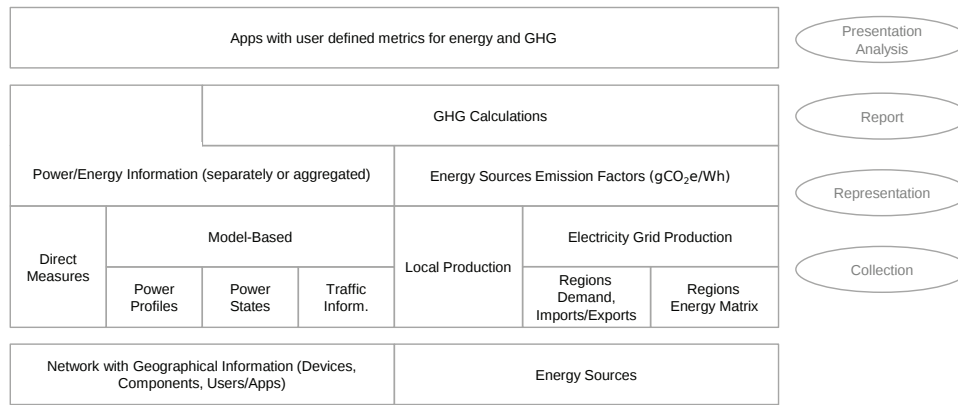 Apps with user defined metrics for energy and GHG
Presentation
Analysis
GHG Calculations
Report
Power/Energy Information (separately or aggregated)
Energy Sources Emission Factors (gCO₂e/Wh)
Representation
Direct
Measures
Model-Based
Local Production
Electricity Grid Production
Power
Profiles
Power
States
Traffic
Inform.
Regions
Demand,
Imports/Exports
Regions
Energy Matrix
Collection
Network with Geographical Information (Devices,
Components, Users/Apps)
Energy Sources